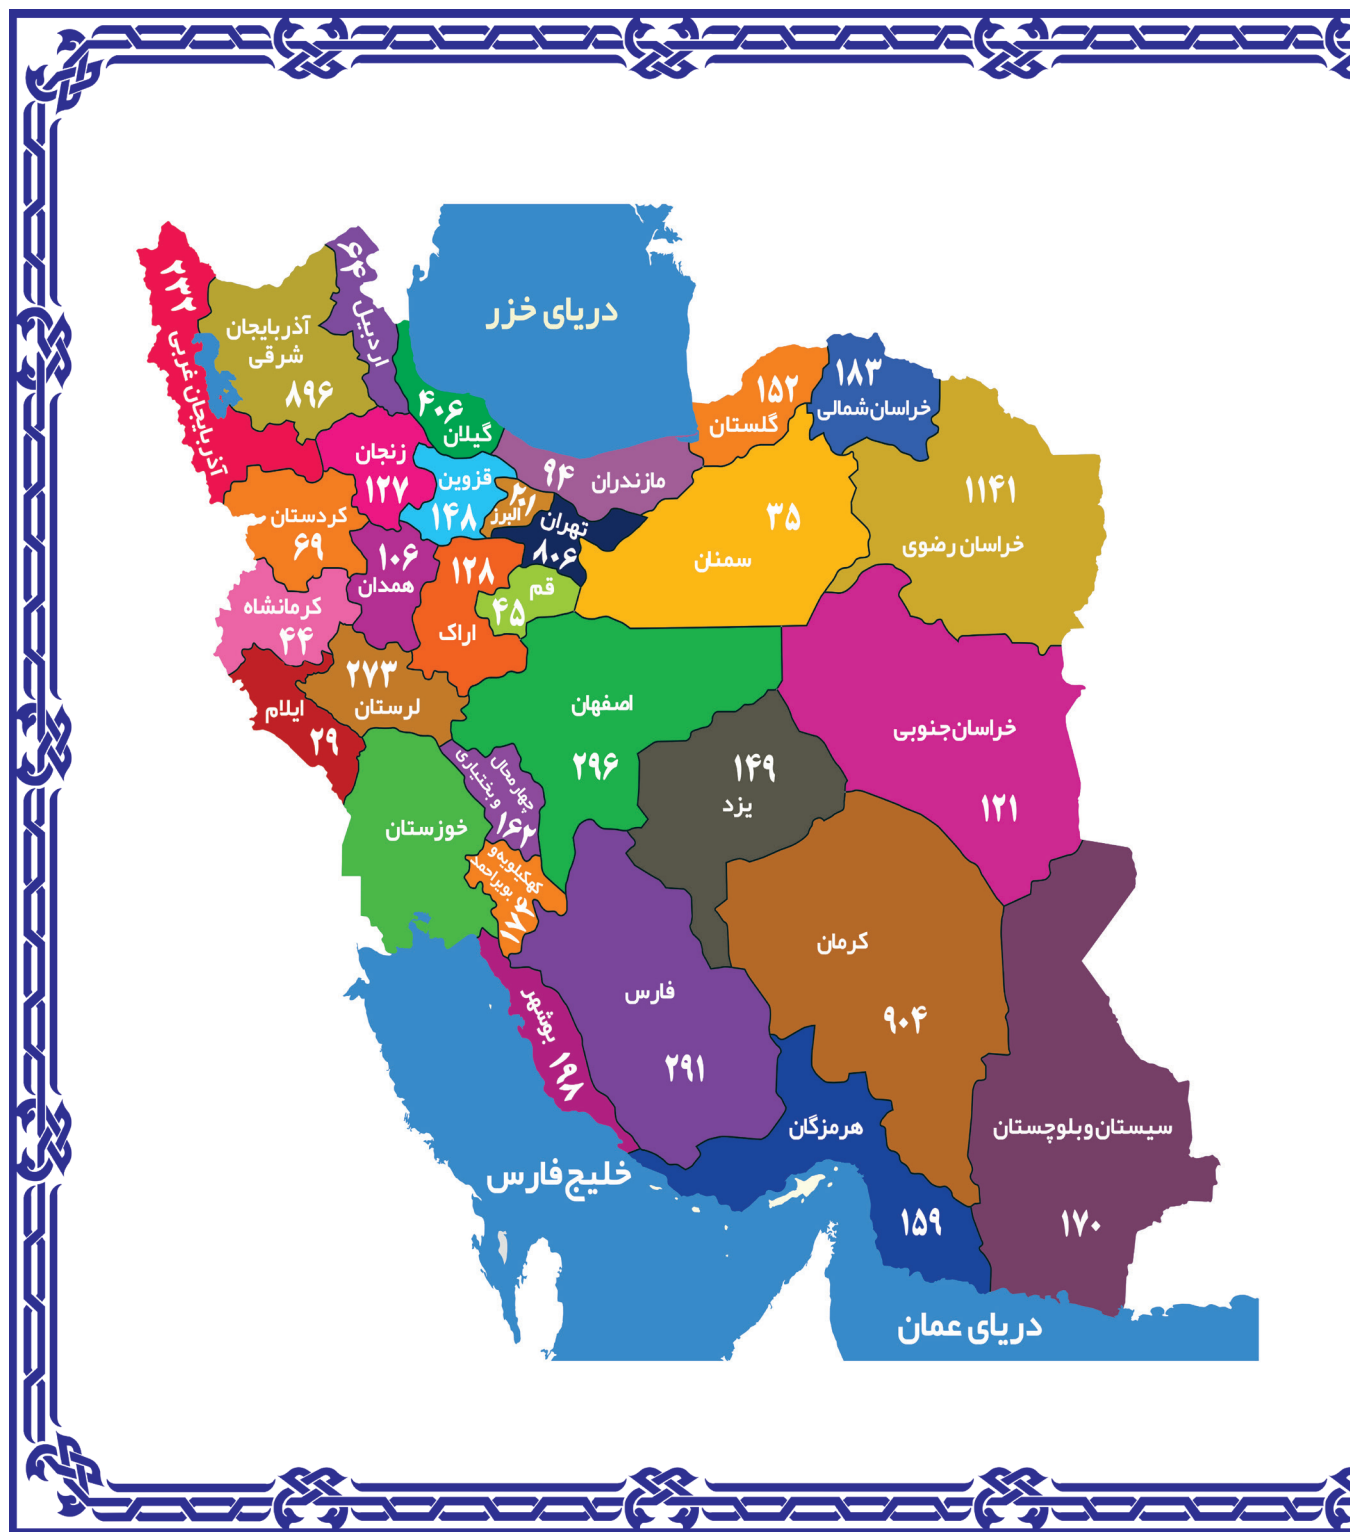 دریای خزر
۲۳۲
آذربایجان غربی
آذربایجان
شرقی
۸۹۶
۶۴
اردبیل
۴۰۶
گیلان
۱۵۲
گلستان
۱۸۳
خراسان شمالی
۱۱۴۱
خراسان رضوی
مازندران
۹۴
زنجان
۱۲۷
قزوین
۱۴۸
۲۰۱
البرز
تهران
۸۰۶
۳۵
سمنان
کردستان
۶۹
۱۰۶
همدان
۱۲۸
اراک
قم
۴۵
کرمانشاه
۴۴
۲۷۳
لرستان
ایلام
۲۹
اصفهان
۲۹۶
خراسان جنوبی
۱۲۱
۱۴۹
یزد
خوزستان
چهارمحال
و بختیاری
۱۶۲
کهکیلویه و
بویراحمد
۱۷۴
کرمان
۹۰۴
فارس
۲۹۱
بوشهر
۱۹۸
هرمزگان
۱۵۹
سیستان و بلوچستان
۱۷۰
خلیج فارس
دریای عمان